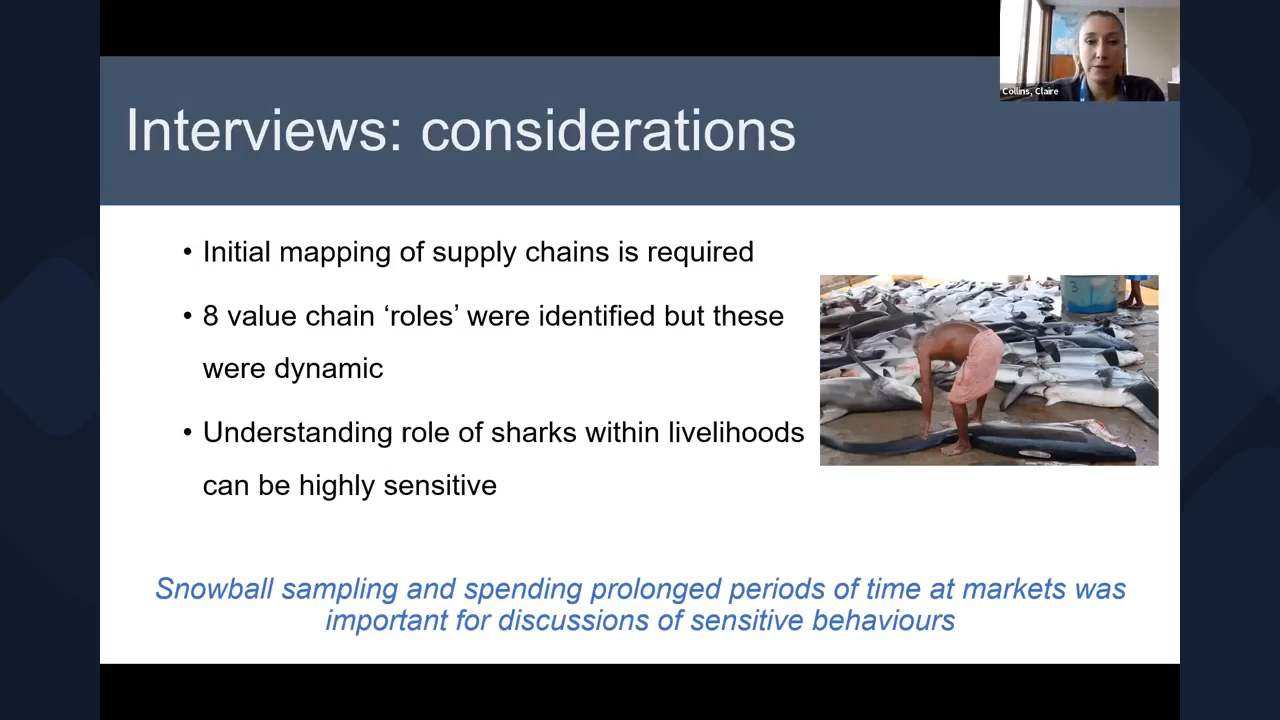 Collins, Claire
Interviews: considerations
• Initial mapping of supply chains is required
• 8 value chain ‘roles’ were identified but these
were dynamic
• Understanding role of sharks within livelihoods
can be highly sensitive
3
Snowball sampling and spending prolonged periods of time at markets was
important for discussions of sensitive behaviours